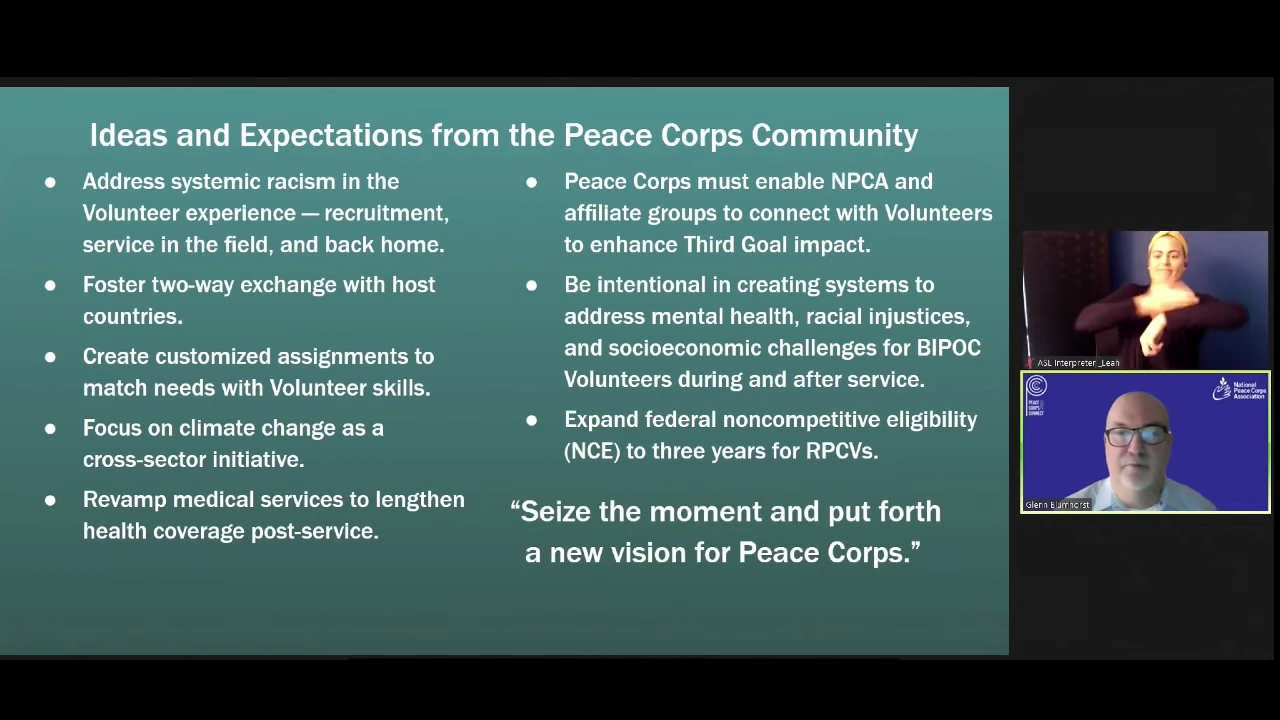 Ideas and Expectations from the Peace Corps Community
● Address systemic racism in the
Volunteer experience — recruitment,
service in the field, and back home.
● Foster two-way exchange with host
countries.
● Create customized assignments to
match needs with Volunteer skills.
● Focus on climate change as a
cross-sector initiative.
● Revamp medical services to lengthen
health coverage post-service.
● Peace Corps must enable NPCA and
affiliate groups to connect with Volunteers
to enhance Third Goal impact.
● Be intentional in creating systems to
address mental health, racial injustices,
and socioeconomic challenges for BIPOC
Volunteers during and after service.
● Expand federal noncompetitive eligibility
(NCE) to three years for RPCVs.
“Seize the moment and put forth
a new vision for Peace Corps.”
ASL Interpreter _Leah
PEACE
CORPS
CONNECT
National
Peace Corps
Association
Glenn Blumhorst